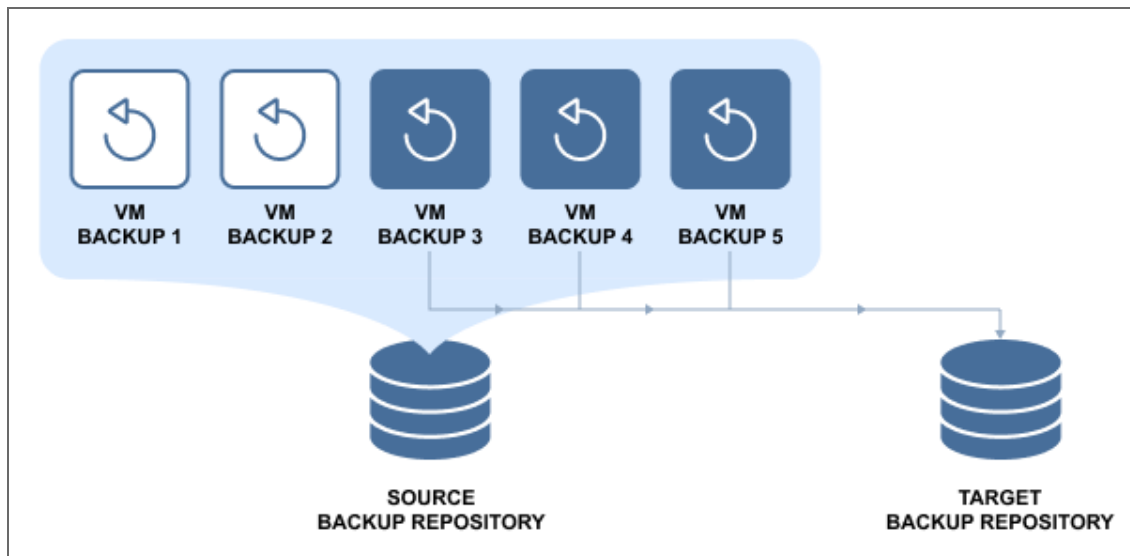 VM
BACKUP 1
VM
BACKUP 2
VM
BACKUP 3
VM
BACKUP 4
VM
BACKUP 5
SOURCE
BACKUP REPOSITORY
TARGET
BACKUP REPOSITORY